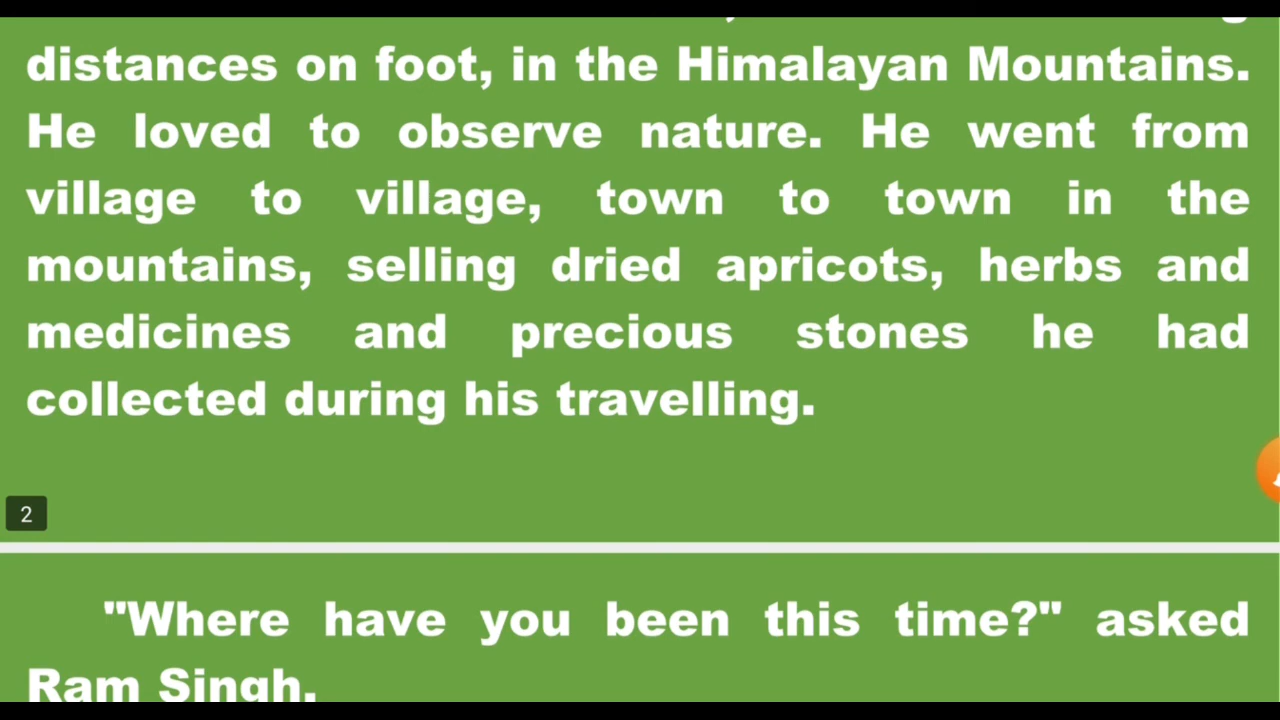 distances on foot, in the Himalayan Mountains.
He loved to observe nature. He went from
village to village, town to town in the
mountains, selling dried apricots, herbs and
medicines and precious stones he had
collected during his travelling.
2
"Where have you been this time?" asked
Ram Singh.